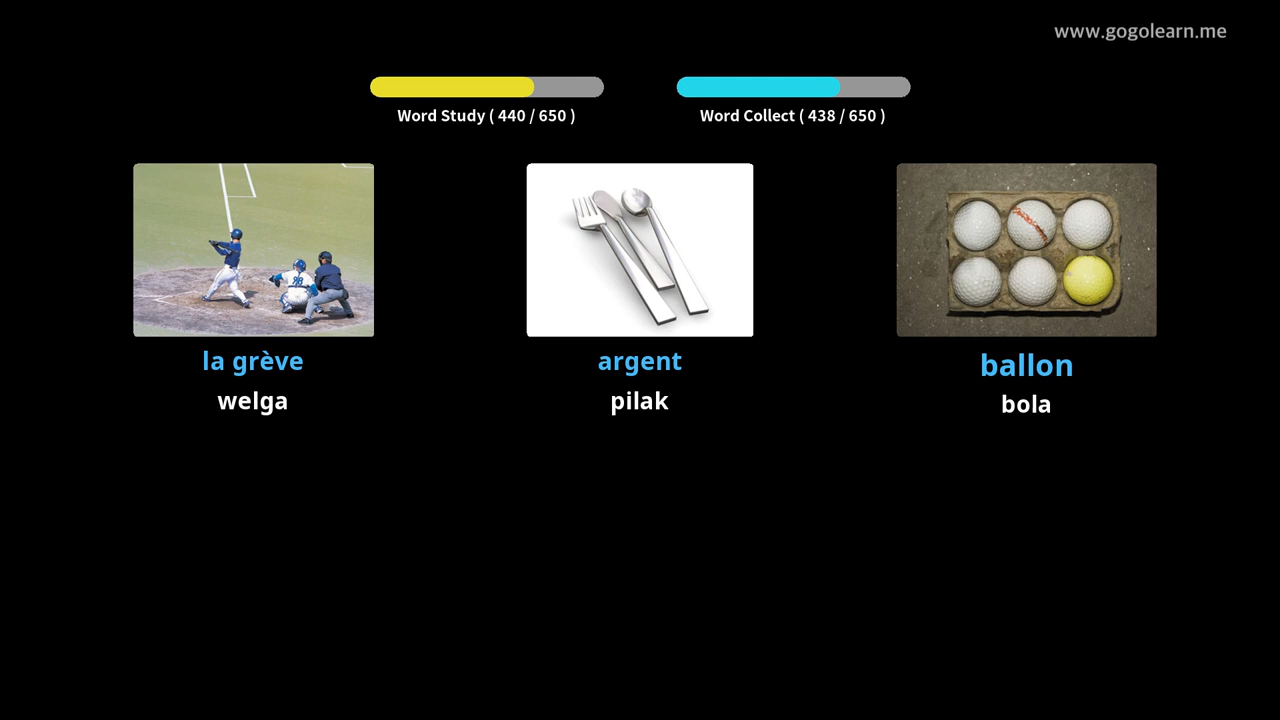 www.gogolearn.me
Word Study ( 440 / 650 )
Word Collect ( 438 / 650 )
la grève
welga
argent
pilak
ballon
bola